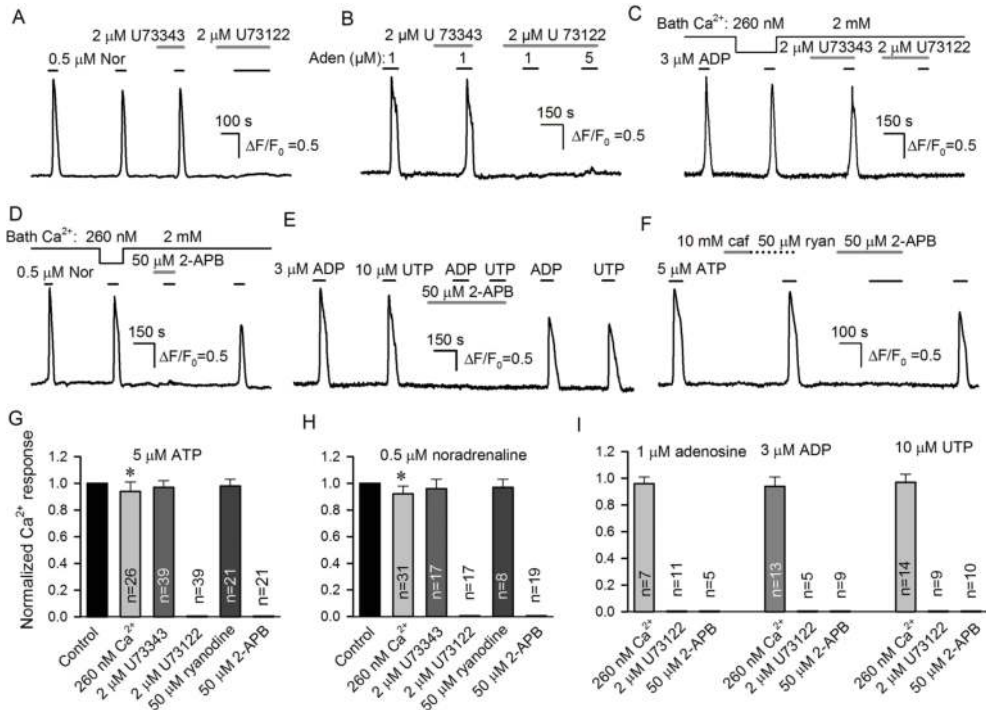 A
2 μM U73343 2 μM U73122
0.5 μM Nor
100 s
ΔF/F0 =0.5
B
2 μM U 73343 2 μM U 73122
Aden (μM): 1 1 1 5
150 s
ΔF/F0 =0.5
C
Bath Ca2+: 260 nM 2 mM
2 μM U73343 2 μM U73122
3 μM ADP
150 s
ΔF/F0 =0.5
D
Bath Ca2+: 260 nM 2 mM
50 μM 2-APB
0.5 μM Nor
150 s
ΔF/F0=0.5
E
3 μM ADP 10 μM UTP ADP UTP ADP UTP
50 μM 2-APB
150 s
ΔF/F0=0.5
F
10 mM caf 50 μM ryan 50 μM 2-APB
5 μM ATP
100 s
ΔF/F0=0.5
G
5 μM ATP
Normalized Ca2+ response
1.2
1.0
0.8
0.6
0.4
0.2
0.0
*
n=26
n=39
n=39
n=21
n=21
Control
260 nM Ca2+
2 μM U73343
2 μM U73122
50 μM ryanodine
50 μM 2-APB
H
0.5 μM noradrenaline
1.2
1.0
0.8
0.6
0.4
0.2
0.0
*
n=31
n=17
n=17
n=8
n=19
Control
260 nM Ca2+
2 μM U73343
2 μM U73122
50 μM ryanodine
50 μM 2-APB
I
1 μM adenosine 3 μM ADP 10 μM UTP
1.2
1.0
0.8
0.6
0.4
0.2
0.0
n=7
n=11
n=5
n=13
n=5
n=9
n=14
n=9
n=10
260 nM Ca2+
2 μM U73122
50 μM 2-APB
260 nM Ca2+
2 μM U73122
50 μM 2-APB
260 nM Ca2+
2 μM U73122
50 μM 2-APB